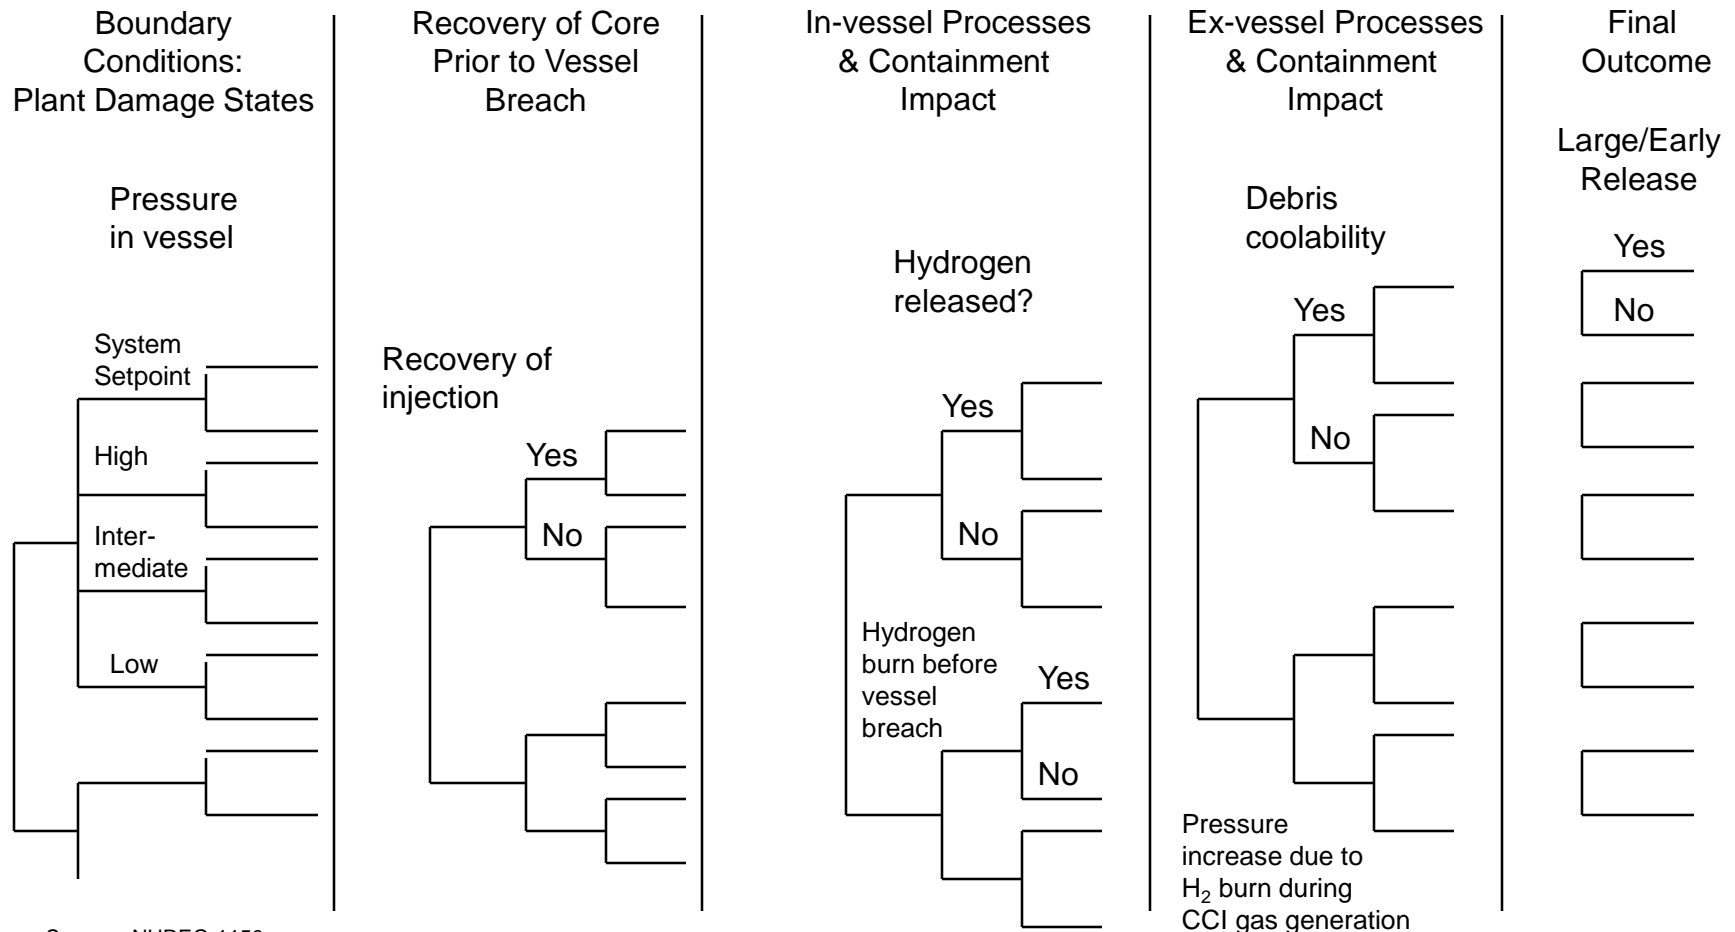 Boundary
Conditions:
Plant Damage States
Pressure
in vessel
System
Setpoint
High
Inter-
mediate
Low
Recovery of Core
Prior to Vessel
Breach
Recovery of
injection
Yes
No
In-vessel Processes
& Containment
Impact
Hydrogen
released?
Yes
No
Hydrogen
burn before
vessel
breach
Yes
No
Ex-vessel Processes
& Containment
Impact
Debris
coolability
Yes
No
Pressure
increase due to
H₂ burn during
CCI gas generation
Final
Outcome
Large/Early
Release
Yes
No